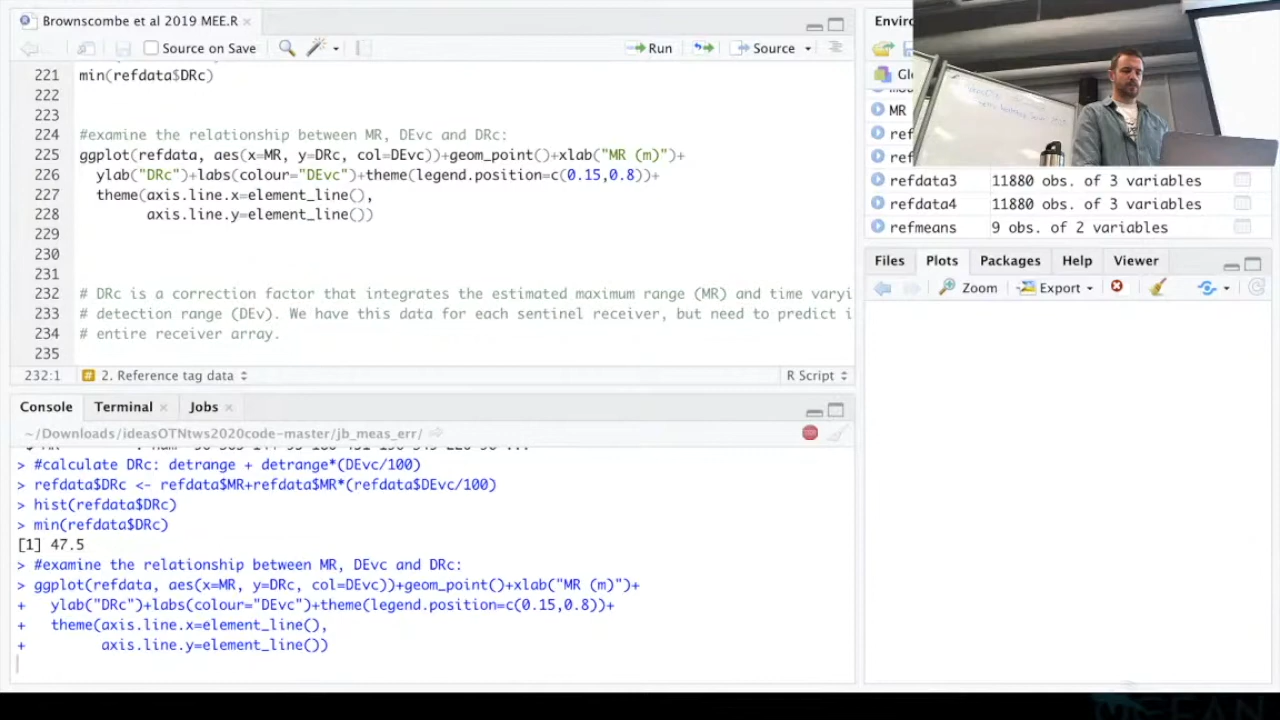 Brownscombe et al 2019 MEE.R
Source on Save
Run
Source
221 min(refdata$DRc)
222
223
224 #examine the relationship between MR, DEvc and DRc:
225 ggplot(refdata, aes(x=MR, y=DRc, col=DEvc))+geom_point()+xlab("MR (m)")+
226 ylab("DRc")+labs(colour="DEvc")+theme(legend.position=c(0.15,0.8))+
227 theme(axis.line.x=element_line(),
228 axis.line.y=element_line())
229
230
231
232 # DRc is a correction factor that integrates the estimated maximum range (MR) and time varyi
233 # detection range (DEv). We have this data for each sentinel receiver, but need to predict i
234 # entire receiver array.
235
232:1 2. Reference tag data R Script
Console Terminal Jobs
~/Downloads/ideasOTNtws2020code-master/jb_meas_err/
> #calculate DRc: detrange + detrange*(DEvc/100)
> refdata$DRc <- refdata$MR+refdata$MR*(refdata$DEvc/100)
> hist(refdata$DRc)
> min(refdata$DRc)
[1] 47.5
> #examine the relationship between MR, DEvc and DRc:
> ggplot(refdata, aes(x=MR, y=DRc, col=DEvc))+geom_point()+xlab("MR (m)")+
+ ylab("DRc")+labs(colour="DEvc")+theme(legend.position=c(0.15,0.8))+
+ theme(axis.line.x=element_line(),
+ axis.line.y=element_line())
Enviro
Glo
MR
ref
ref
refdata3 11880 obs. of 3 variables
refdata4 11880 obs. of 3 variables
refmeans 9 obs. of 2 variables
Files Plots Packages Help Viewer
Zoom Export